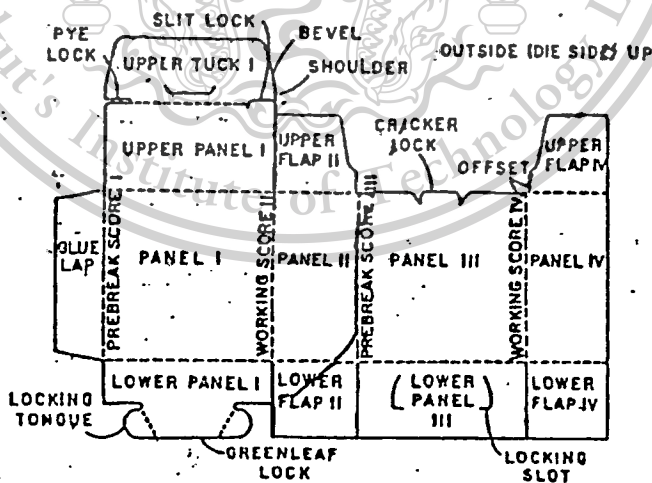 SLIT LOCK
BEVEL
PYE
LOCK
UPPER TUCK I
SHOULDER
OUTSIDE (DIE SIDE) UP
UPPER PANEL I
UPPER
FLAP II
CRACKER
LOCK
OFFSET
UPPER
FLAP IV
Institute of Technology
GLUE
LAP
PREBREAK SCORE I
PANEL I
WORKING SCORE II
PANEL II
PREBREAK SCORE III
PANEL III
WORKING SCORE IV
PANEL IV
LOWER PANEL I
LOWER
FLAP II
LOWER
PANEL
III
LOWER
FLAP IV
LOCKING
TONGUE
GREENLEAF
LOCK
LOCKING
SLOT